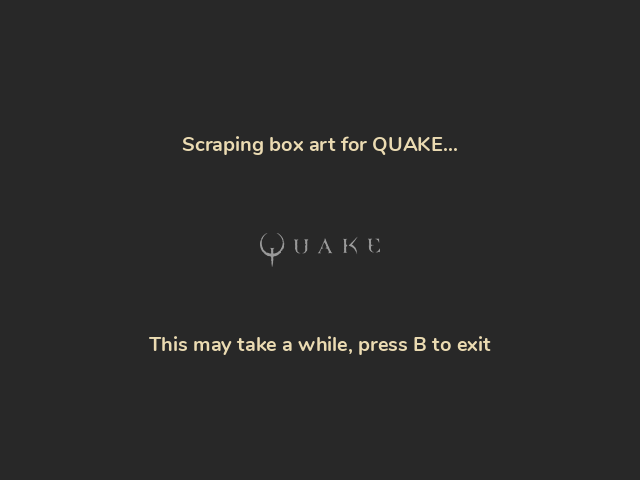 Scraping box art for QUAKE...
QUAKE
This may take a while, press B to exit